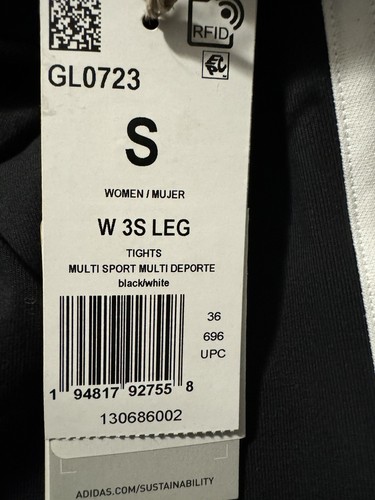 RFID
GL0723
S
WOMEN / MUJER
W 3S LEG
TIGHTS
MULTI SPORT MULTI DEPORTE
black/white
36
696
UPC
1 94817 92755 8
130686002
ADIDAS.COM/SUSTAINABILITY